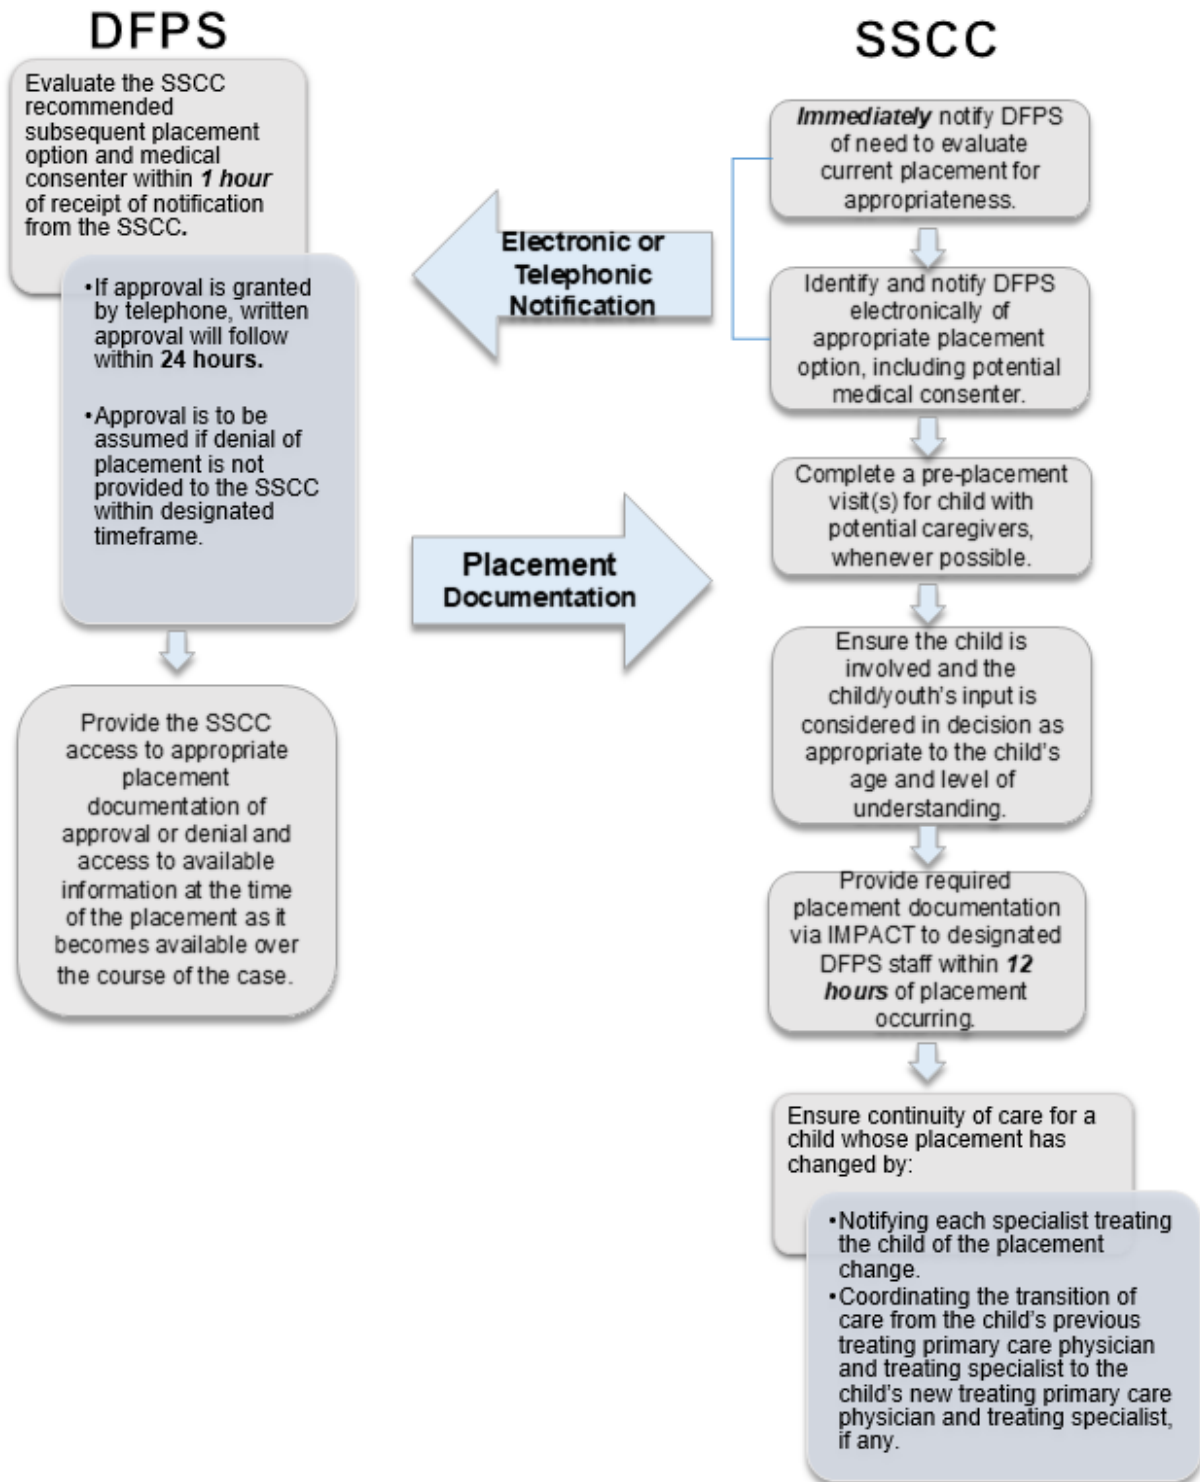 DFPS
Evaluate the SSCC
recommended
subsequent placement
option and medical
consenter within 1 hour
of receipt of notification
from the SSCC.
•If approval is granted
by telephone, written
approval will follow
within 24 hours.
•Approval is to be
assumed if denial of
placement is not
provided to the SSCC
within designated
timeframe.
Provide the SSCC
access to appropriate
placement
documentation of
approval or denial and
access to available
information at the time
of the placement as it
becomes available over
the course of the case.
Electronic or
Telephonic
Notification
Placement
Documentation
SSCC
Immediately notify DFPS
of need to evaluate
current placement for
appropriateness.
Identify and notify DFPS
electronically of
appropriate placement
option, including potential
medical consenter.
Complete a pre-placement
visit(s) for child with
potential caregivers,
whenever possible.
Ensure the child is
involved and the
child/youth's input is
considered in decision as
appropriate to the child's
age and level of
understanding.
Provide required
placement documentation
via IMPACT to designated
DFPS staff within 12
hours of placement
occurring.
Ensure continuity of care for a
child whose placement has
changed by:
•Notifying each specialist treating
the child of the placement
change.
•Coordinating the transition of
care from the child's previous
treating primary care physician
and treating specialist to the
child's new treating primary care
physician and treating specialist,
if any.